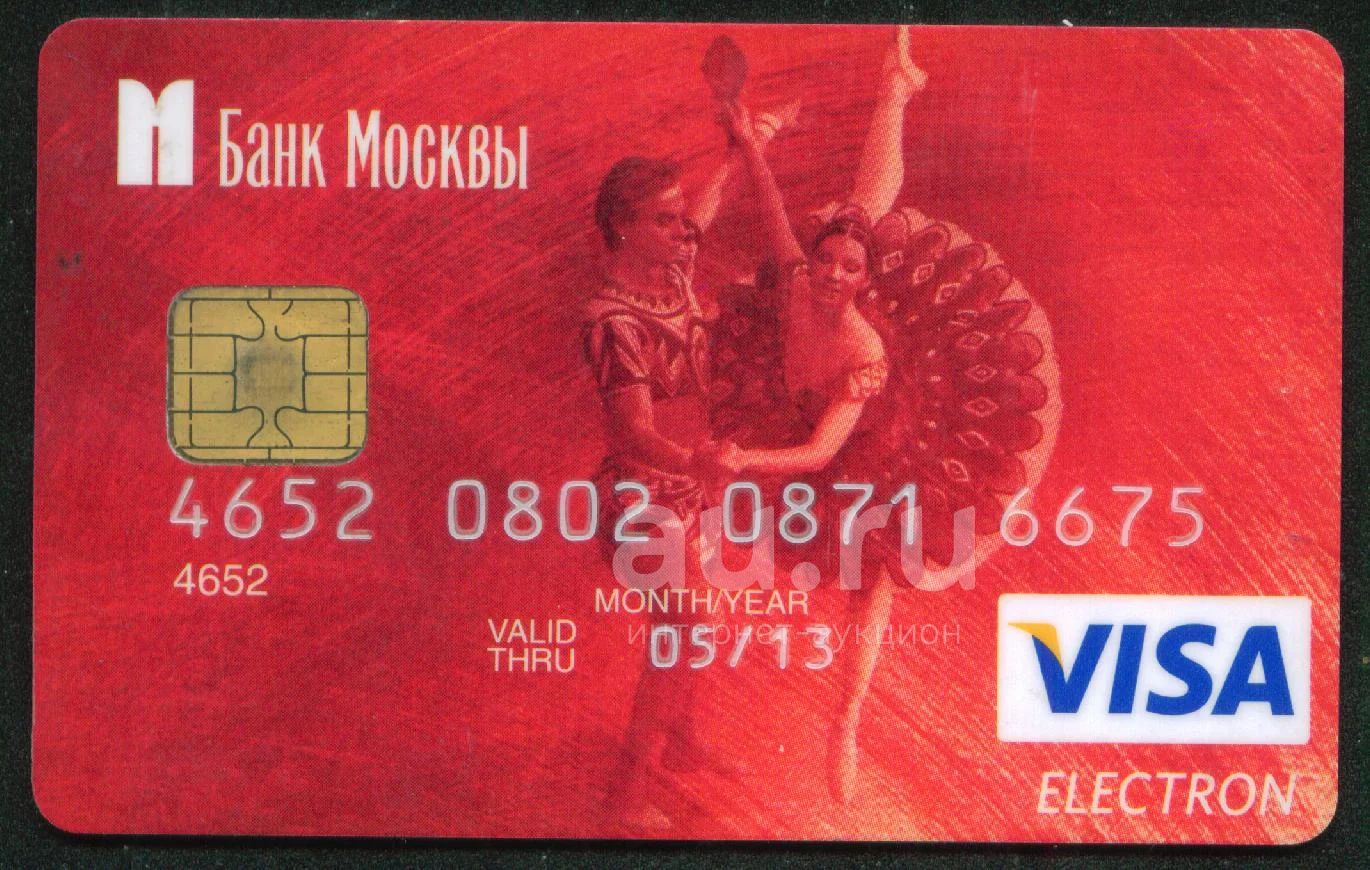 Банк Москвы
4652 0802 0871 6675
4652
MONTH/YEAR
VALID
THRU
05/13
VISA
ELECTRON
au.ru
интернет-аукцион